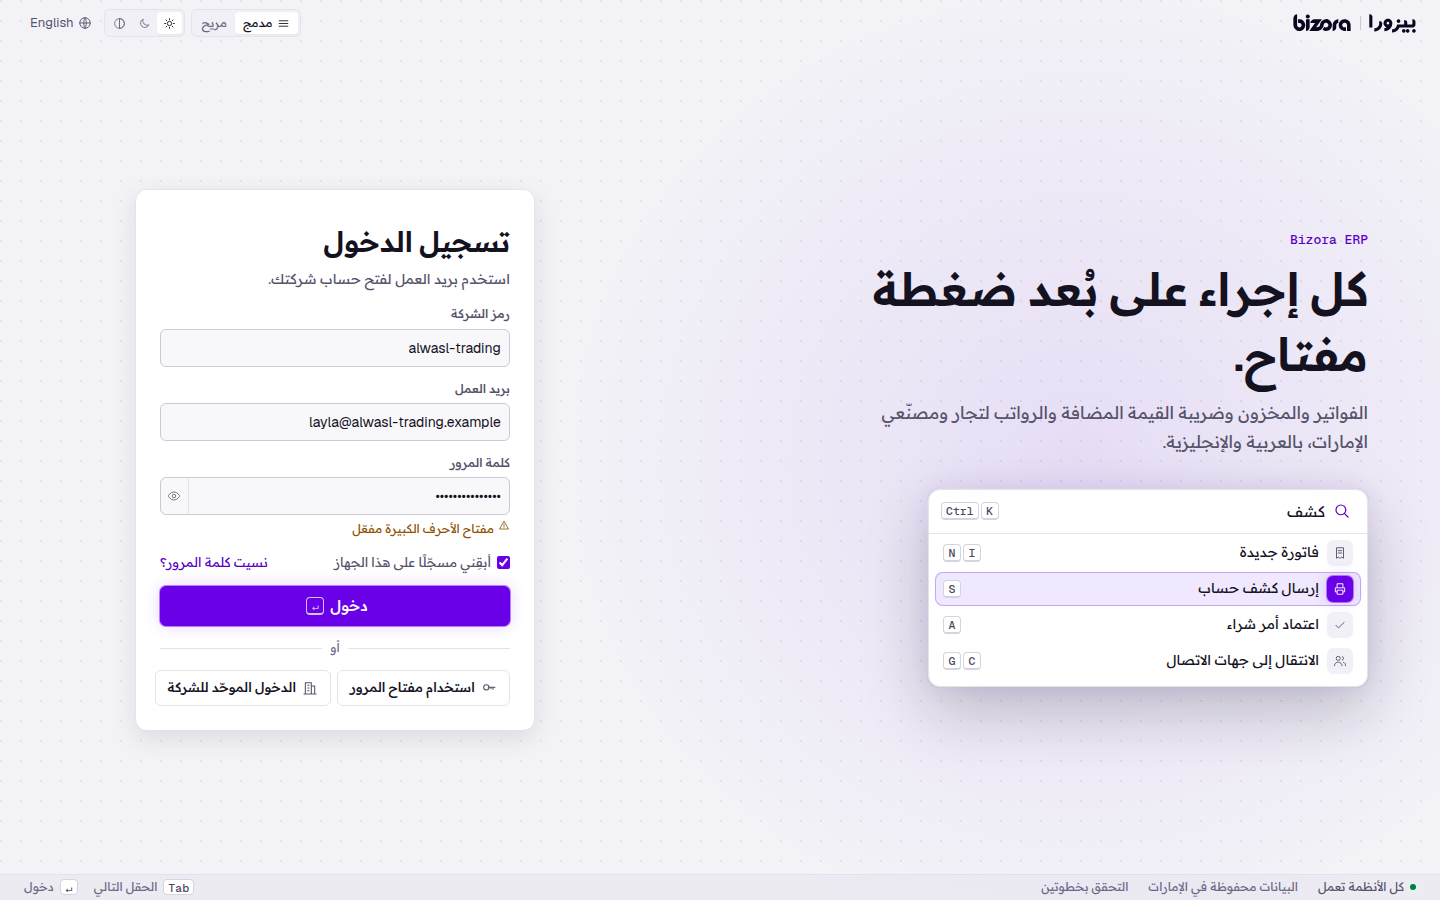 بيزورا | bizora
مدمج
مريح
English
Bizora ERP
كل إجراء على بُعد ضغطة
مفتاح.
الفواتير والمخزون وضريبة القيمة المضافة والرواتب لتجار ومصنّعي
الإمارات، بالعربية والإنجليزية.
كشف
Ctrl K
فاتورة جديدة
N I
إرسال كشف حساب
S
اعتماد أمر شراء
A
الانتقال إلى جهات الاتصال
G C
تسجيل الدخول
استخدم بريد العمل لفتح حساب شركتك.
رمز الشركة
alwasl-trading
بريد العمل
layla@alwasl-trading.example
كلمة المرور
•••••••••••••••
مفتاح الأحرف الكبيرة مفعّل
أبقِني مسجّلًا على هذا الجهاز
نسيت كلمة المرور؟
دخول ↵
أو
استخدام مفتاح المرور
الدخول الموحّد للشركة
كل الأنظمة تعمل
البيانات محفوظة في الإمارات
التحقق بخطوتين
Tab الحقل التالي
↵ دخول